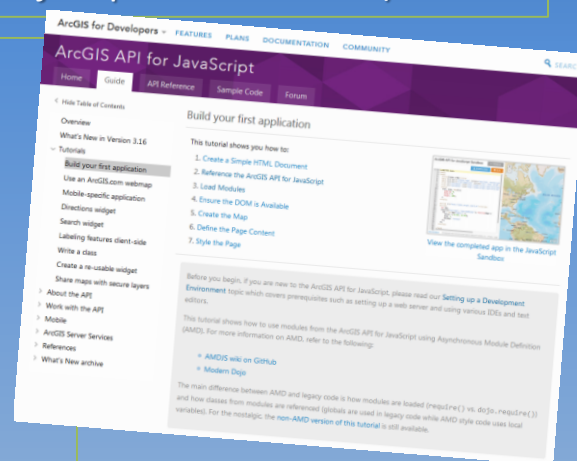 ArcGIS for Developers
FEATURES PLANS DOCUMENTATION COMMUNITY
ArcGIS API for JavaScript
Home Guide API Reference Sample Code Forum
Hide Table of Contents
Overview
What's New in Version 3.16
Tutorials
Build your first application
Use an ArcGIS.com webmap
Mobile-specific application
Directions widget
Search widget
Labeling features client-side
Write a class
Create a re-usable widget
Share maps with secure layers
About the API
Work with the API
Mobile
ArcGIS Server Services
References
What's New archive
Build your first application
This tutorial shows you how to:
1. Create a Simple HTML Document
2. Reference the ArcGIS API for JavaScript
3. Load Modules
4. Ensure the DOM is Available
5. Create the Map
6. Define the Page Content
7. Style the Page
View the completed app in the JavaScript
Sandbox
Before you begin, if you are new to the ArcGIS API for JavaScript, please read our Setting up a Development
Environment topic which covers prerequisites such as setting up a web server and using various IDEs and text
editors.
This tutorial shows how to use modules from the ArcGIS API for JavaScript using Asynchronous Module Definition
(AMD). For more information on AMD, refer to the following:
AMDJS wiki on GitHub
Modern Dojo
The main difference between AMD and legacy code is how modules are loaded (require() vs. dojo.require())
and how classes from modules are referenced (globals are used in legacy code while AMD style code uses local
variables). For the nostalgic, the non-AMD version of this tutorial is still available.